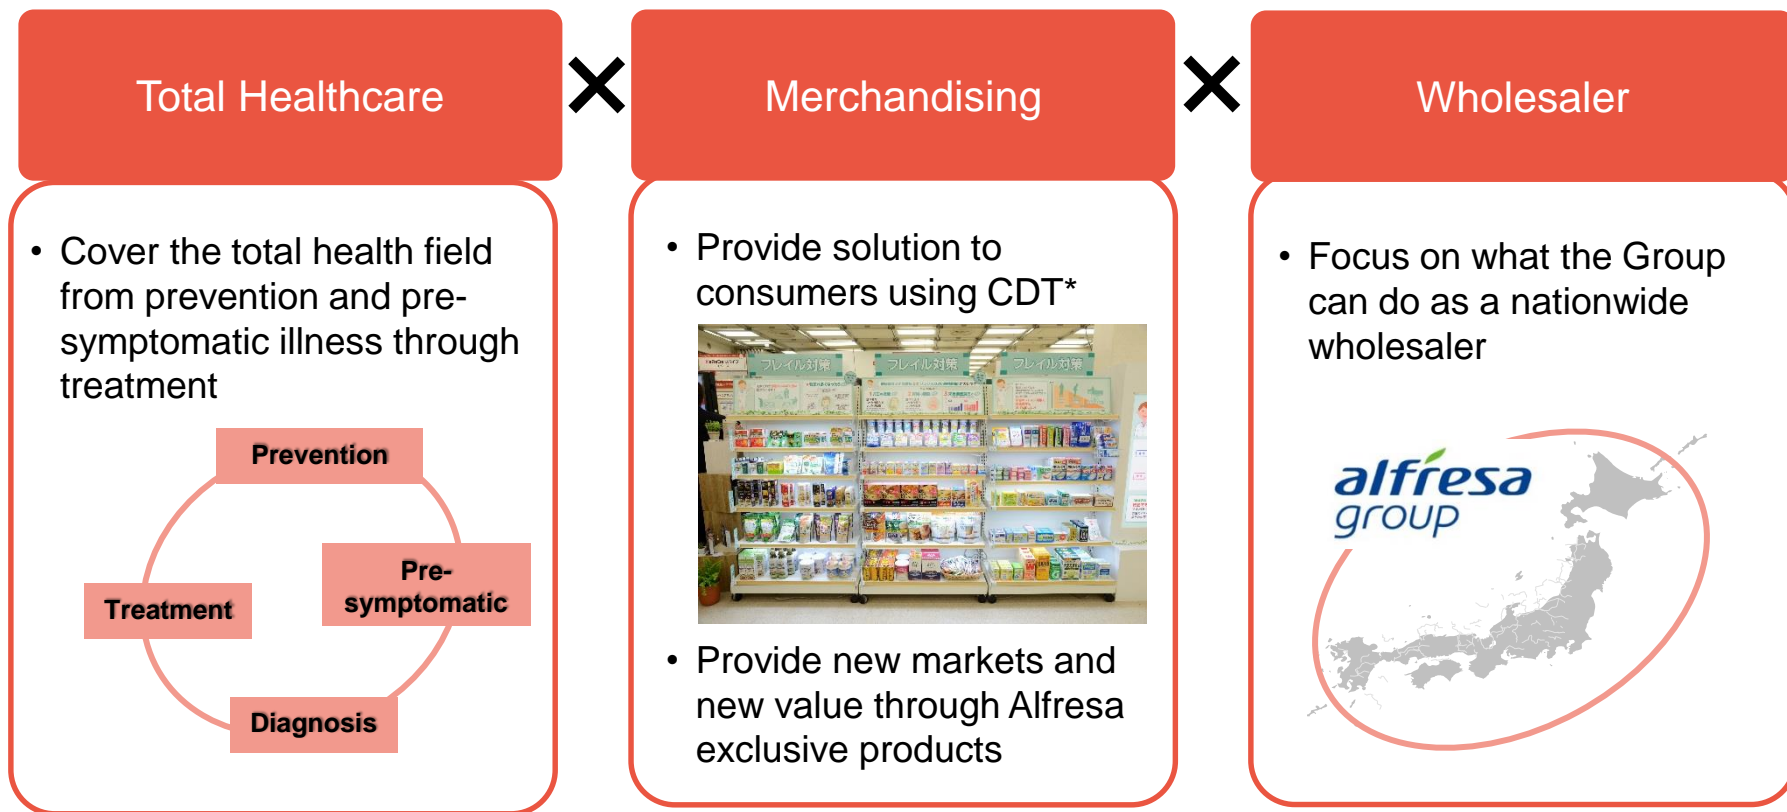 Total Healthcare
×
Merchandising
×
Wholesaler
• Cover the total health field
from prevention and pre-
symptomatic illness through
treatment
Prevention
Pre-
symptomatic
Treatment
Diagnosis
• Provide solution to
consumers using CDT*
フレイル対策
フレイル対策
フレイル対策
• Provide new markets and
new value through Alfresa
exclusive products
• Focus on what the Group
can do as a nationwide
wholesaler
alfresa
group